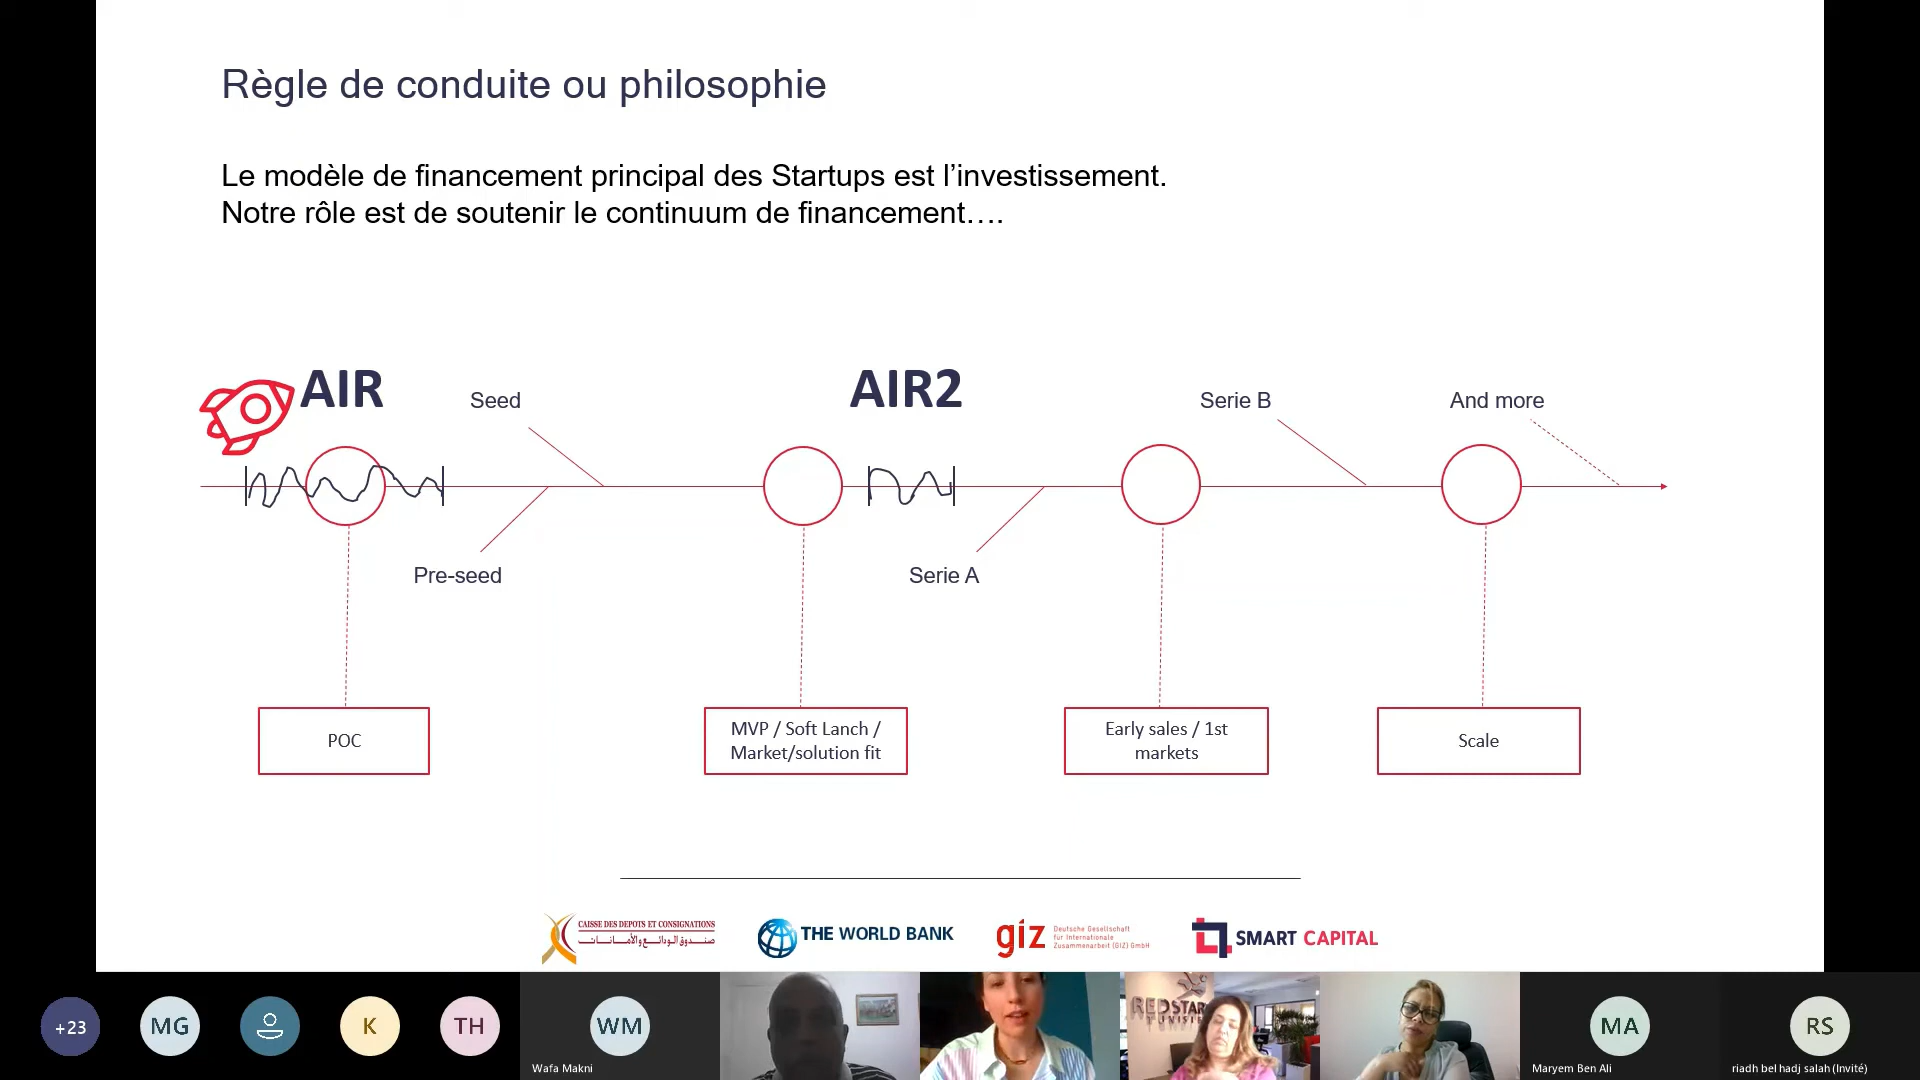 Règle de conduite ou philosophie
Le modèle de financement principal des Startups est l’investissement.
Notre rôle est de soutenir le continuum de financement….
AIR
Seed
AIR2
Serie B
And more
Pre-seed
Serie A
POC
MVP / Soft Lanch /
Market/solution fit
Early sales / 1st
markets
Scale
CAISSE DES DEPOTS ET CONSIGNATIONS
صندوق الودائع والأمانات
THE WORLD BANK
giz
Deutsche Gesellschaft
für Internationale
Zusammenarbeit (GIZ) GmbH
SMART CAPITAL
+23
MG
K
TH
WM
Wafa Makni
REDSTAR
TUNISIE
MA
Maryem Ben Ali
RS
riadh bel hadj salah (Invité)